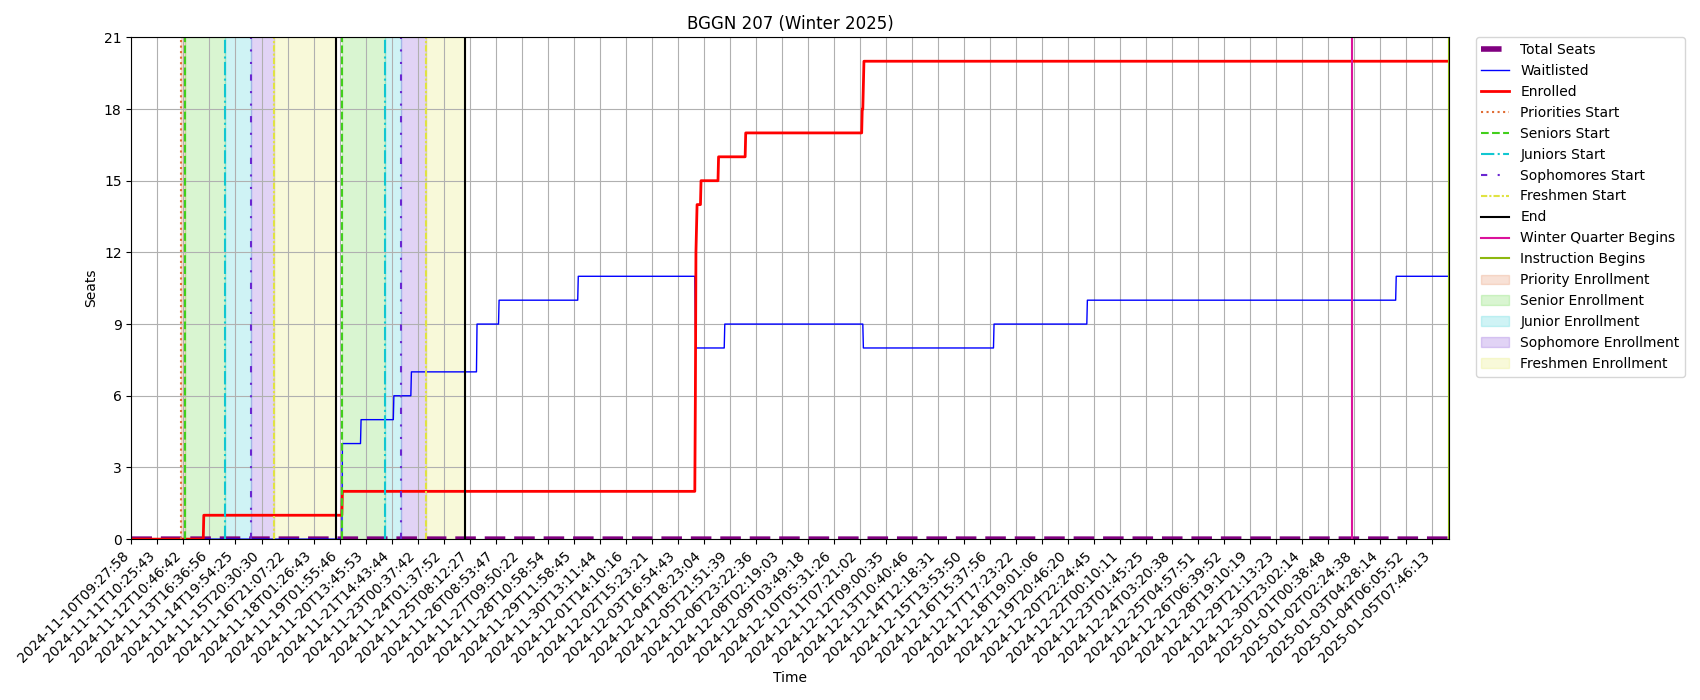 BGGN 207 (Winter 2025)
21
18
15
12
9
6
3
0
Seats
2024-11-10T09:27:58
2024-11-11T10:25:43
2024-11-12T10:46:42
2024-11-13T16:36:56
2024-11-14T19:54:25
2024-11-15T20:30:30
2024-11-16T21:07:22
2024-11-18T01:26:43
2024-11-19T01:55:46
2024-11-20T13:45:53
2024-11-21T14:43:44
2024-11-23T01:37:42
2024-11-24T01:37:52
2024-11-25T08:12:27
2024-11-26T08:53:47
2024-11-27T09:50:22
2024-11-28T10:58:54
2024-11-29T11:58:45
2024-11-30T13:11:44
2024-12-01T14:10:16
2024-12-02T15:23:21
2024-12-03T16:54:43
2024-12-04T18:23:04
2024-12-05T21:51:39
2024-12-06T23:22:36
2024-12-08T02:19:03
2024-12-09T03:49:18
2024-12-10T05:31:26
2024-12-11T07:21:02
2024-12-12T09:00:35
2024-12-13T10:40:46
2024-12-14T12:18:31
2024-12-15T13:53:50
2024-12-16T15:37:56
2024-12-17T17:23:22
2024-12-18T19:01:06
2024-12-19T20:46:20
2024-12-20T22:24:45
2024-12-22T00:10:11
2024-12-23T01:45:25
2024-12-24T03:20:38
2024-12-25T04:57:51
2024-12-26T06:39:52
2024-12-28T19:10:19
2024-12-29T21:13:23
2024-12-30T23:02:14
2025-01-01T00:38:48
2025-01-02T02:24:38
2025-01-03T04:28:14
2025-01-04T06:05:52
2025-01-05T07:46:13
Time
Total Seats
Waitlisted
Enrolled
Priorities Start
Seniors Start
Juniors Start
Sophomores Start
Freshmen Start
End
Winter Quarter Begins
Instruction Begins
Priority Enrollment
Senior Enrollment
Junior Enrollment
Sophomore Enrollment
Freshmen Enrollment